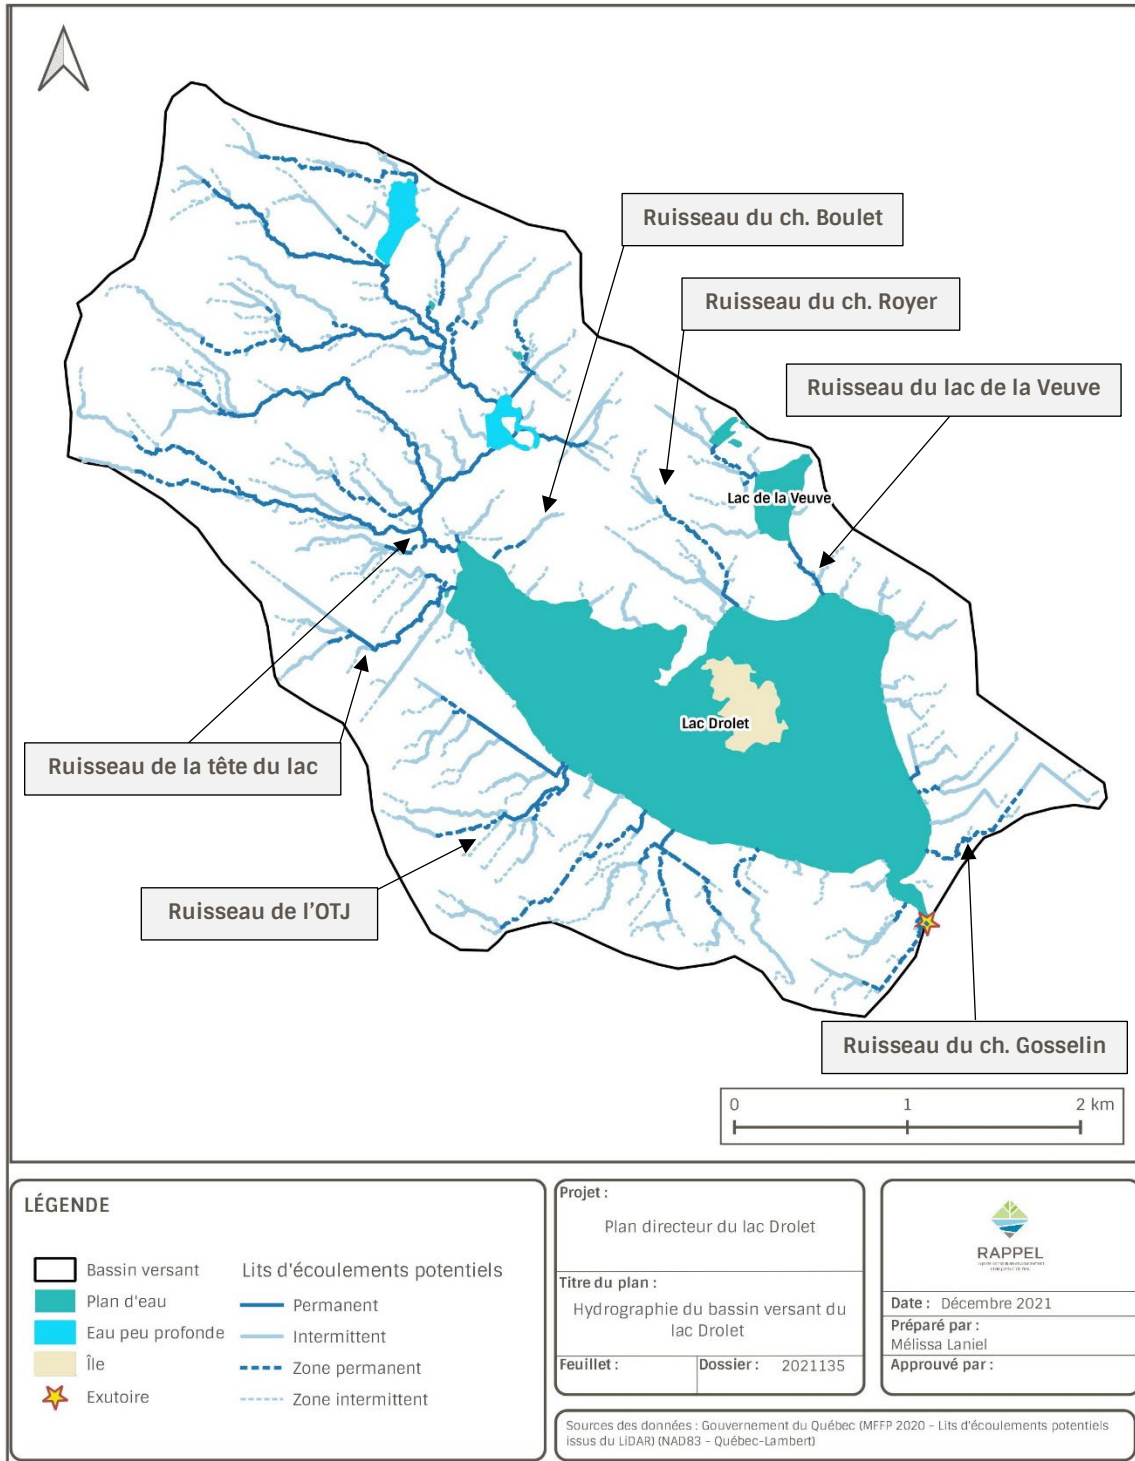 Ruisseau du ch. Boulet
Ruisseau du ch. Royer
Ruisseau du lac de la Veuve
Lac de la Veuve
Lac Drolet
Ruisseau de la tête du lac
Ruisseau de l'OTJ
Ruisseau du ch. Gosselin
0 1 2 km
LÉGENDE
Bassin versant
Plan d'eau
Eau peu profonde
Île
Exutoire
Lits d'écoulements potentiels
Permanent
Intermittent
Zone permanent
Zone intermittent
Projet :
Plan directeur du lac Drolet
Titre du plan :
Hydrographie du bassin versant du
lac Drolet
Feuillet :
Dossier : 2021135
RAPPEL
Date : Décembre 2021
Préparé par :
Mélissa Laniel
Approuvé par :
Sources des données : Gouvernement du Québec (MFFP 2020 - Lits d'écoulements potentiels
issus du LiDAR) (NAD83 - Québec-Lambert)